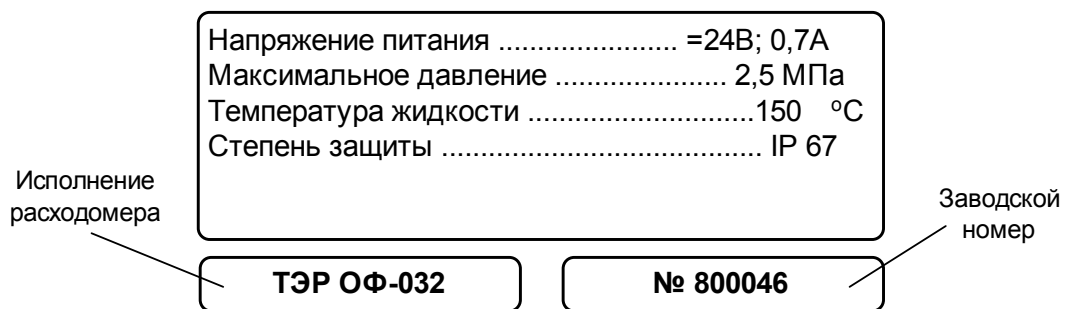 Напряжение питания ...................... =24В; 0,7А
Максимальное давление .................... 2,5 МПа
Температура жидкости ...........................150 ºС
Степень защиты ...................................... IP 67
Исполнение
расходомера
Заводской
номер
ТЭР ОФ-032
№ 800046